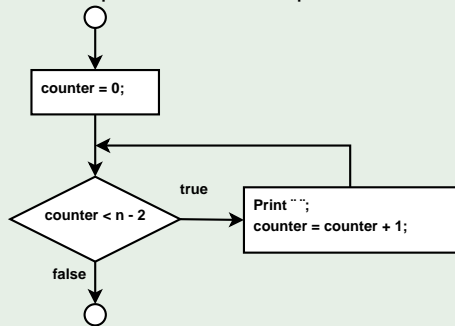 counter = 0;
true
counter < n - 2
Print ¨ ¨;
counter = counter + 1;
false